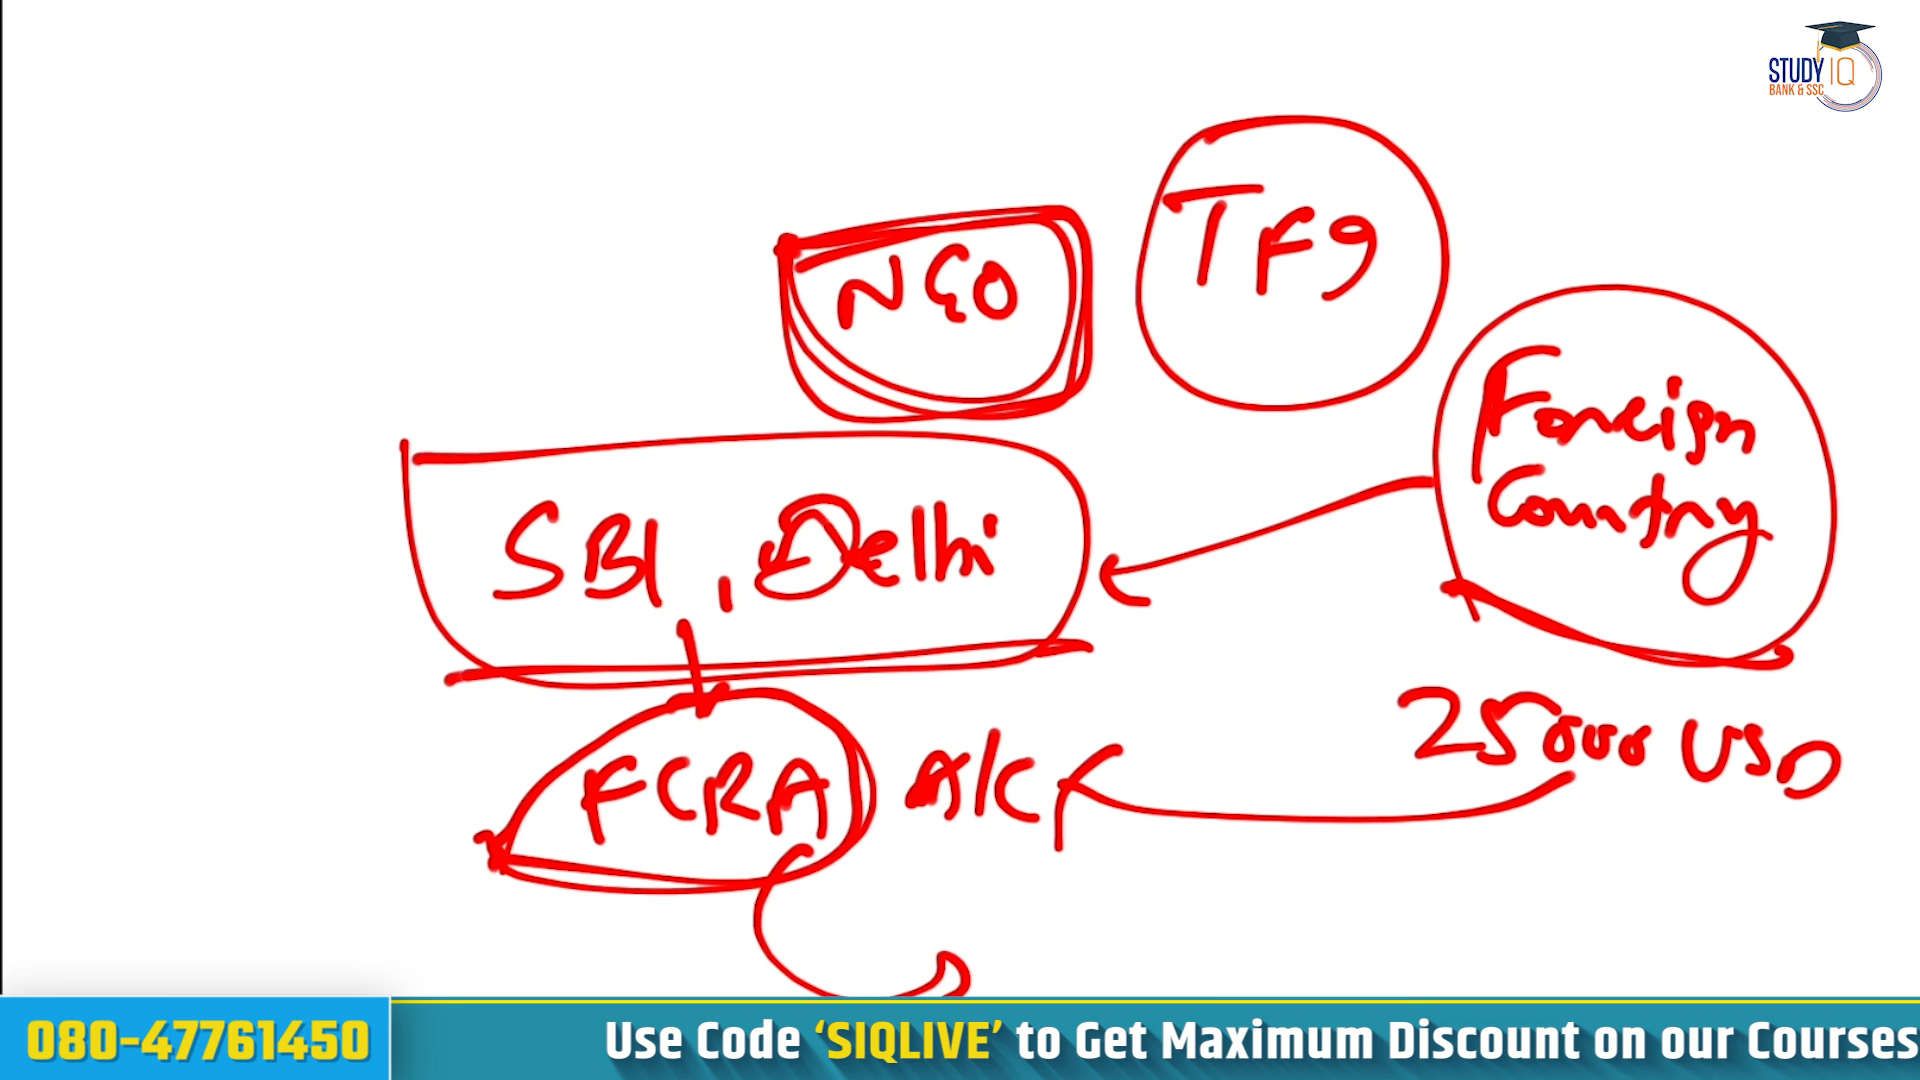 STUDY IQ
BANK & SSC
TFG
NGO
Foreign
Country
SBI, Delhi
25000 USD
FCRA A/c
080-47761450
Use Code ‘SIQLIVE’ to Get Maximum Discount on our Courses